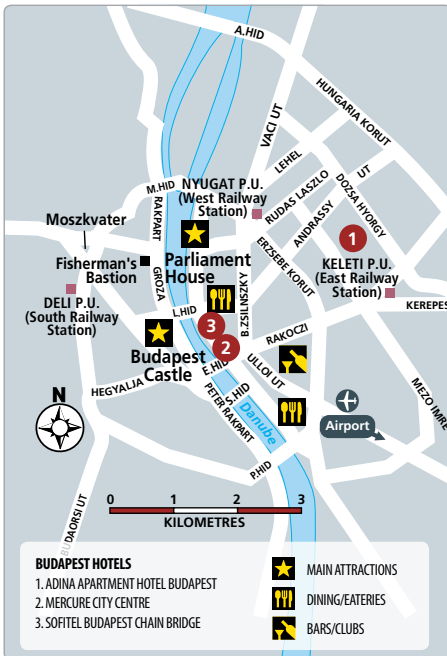 A.HID
HUNGARIA KORUT
VACI UT
LEHEL
NYUGAT P.U.
(West Railway
Station)
M.HID
RAKPART
RUDAS LASZLO
UT
DOZSA HYORGY
ANDRASSY
Moszkvater
1
Parliament
House
ERZSEBE KORUT
Fisherman's
Bastion
GROZA
KELETI P.U.
(East Railway
Station)
DELI P.U.
(South Railway
Station)
KEREPES
L.HID
B.ZSILINSZKY
3
RAKOCZI
2
Budapest
Castle
E.HID
ULLOI UT
HEGYALJA
S.HID
PETER RAKPART
Danube
N
Airport
MEZO IMRE
P.HID
BUDAORSI UT
0 1 2 3
KILOMETRES
BUDAPEST HOTELS
1. ADINA APARTMENT HOTEL BUDAPEST
2. MERCURE CITY CENTRE
3. SOFITEL BUDAPEST CHAIN BRIDGE
MAIN ATTRACTIONS
DINING/EATERIES
BARS/CLUBS